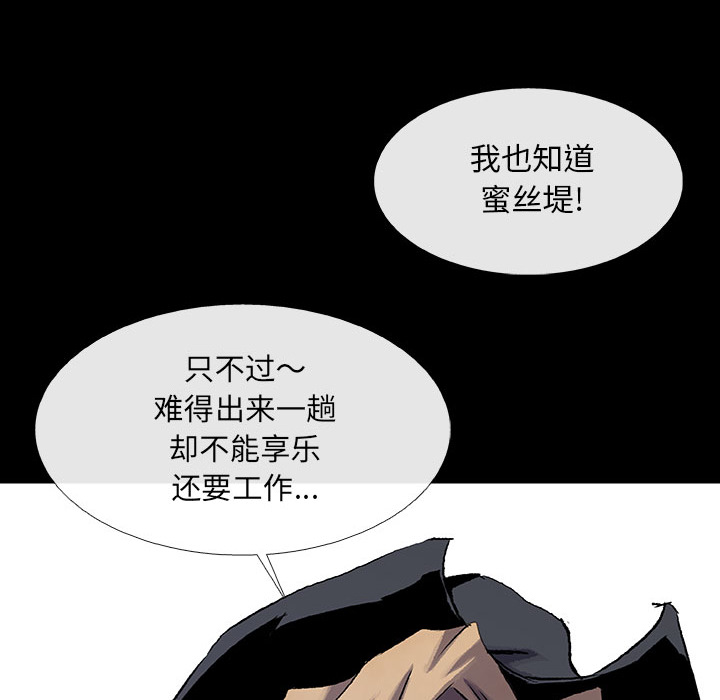 我也知道
蜜丝堤!
只不过～
难得出来一趟
却不能享乐
还要工作...